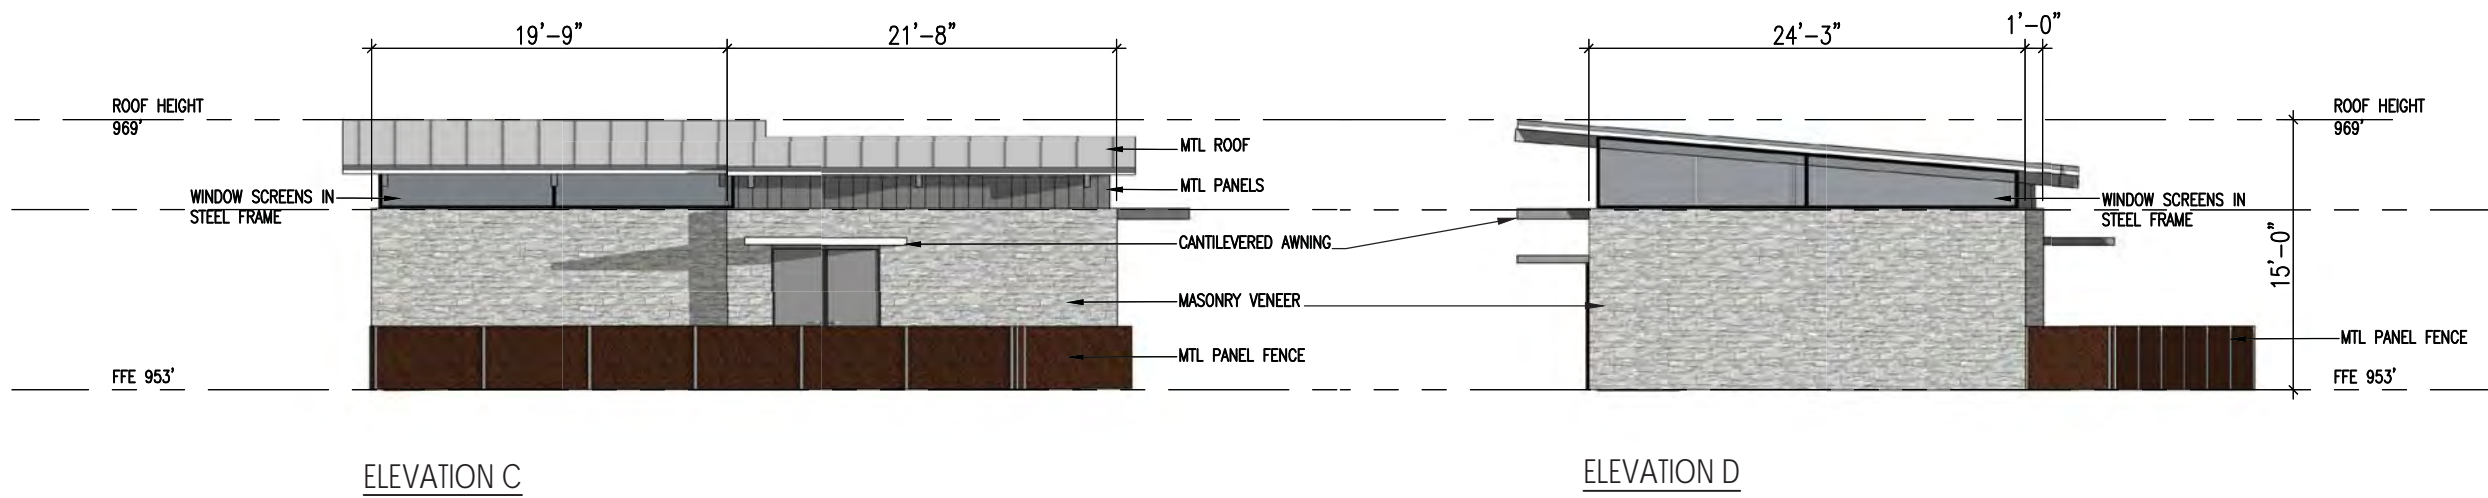 19'-9"
21'-8"
24'-3"
1'-0"
ROOF HEIGHT
969'
MTL ROOF
MTL PANELS
WINDOW SCREENS IN
STEEL FRAME
CANTILEVERED AWNING
MASONRY VENEER
MTL PANEL FENCE
FFE 953'
ROOF HEIGHT
969'
WINDOW SCREENS IN
STEEL FRAME
15'-0"
MTL PANEL FENCE
FFE 953'
ELEVATION C
ELEVATION D